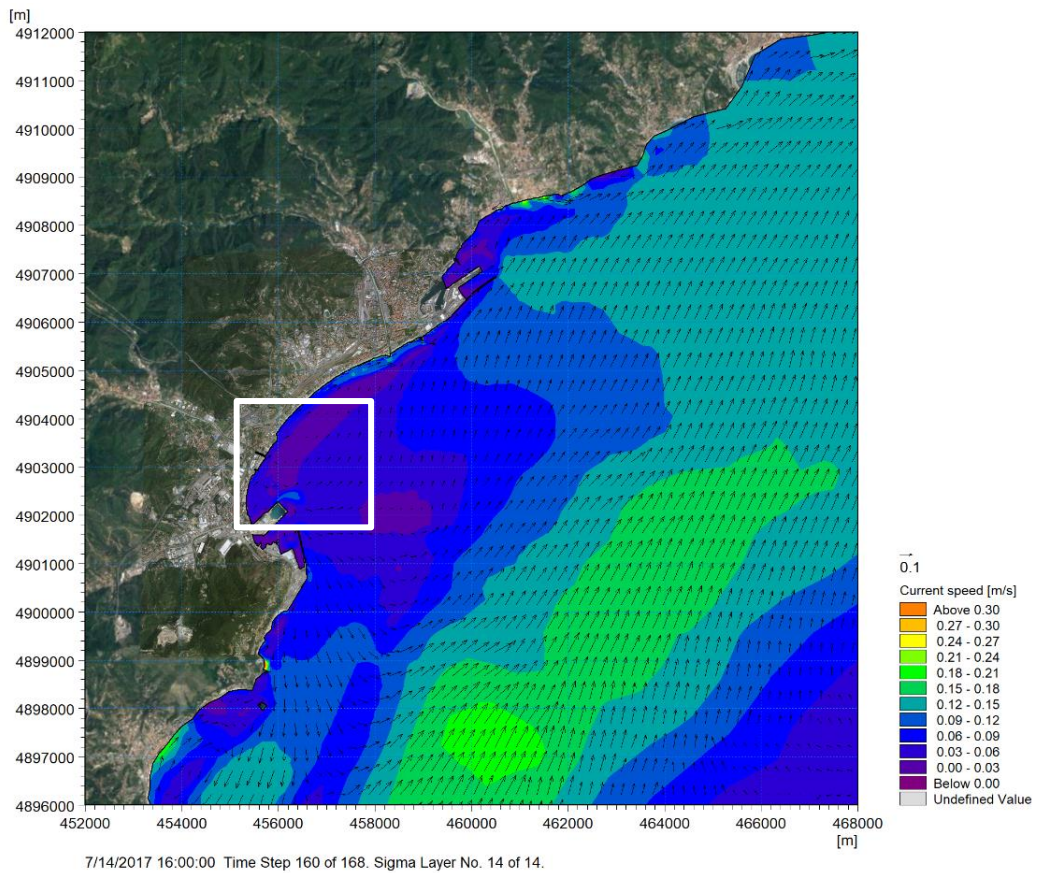 [m]
4912000
4911000
4910000
4909000
4908000
4907000
4906000
4905000
4904000
4903000
4902000
4901000
4900000
4899000
4898000
4897000
4896000
452000 454000 456000 458000 460000 462000 464000 466000 468000
[m]
0.1
Current speed [m/s]
Above 0.30
0.27 - 0.30
0.24 - 0.27
0.21 - 0.24
0.18 - 0.21
0.15 - 0.18
0.12 - 0.15
0.09 - 0.12
0.06 - 0.09
0.03 - 0.06
0.00 - 0.03
Below 0.00
Undefined Value
7/14/2017 16:00:00 Time Step 160 of 168. Sigma Layer No. 14 of 14.